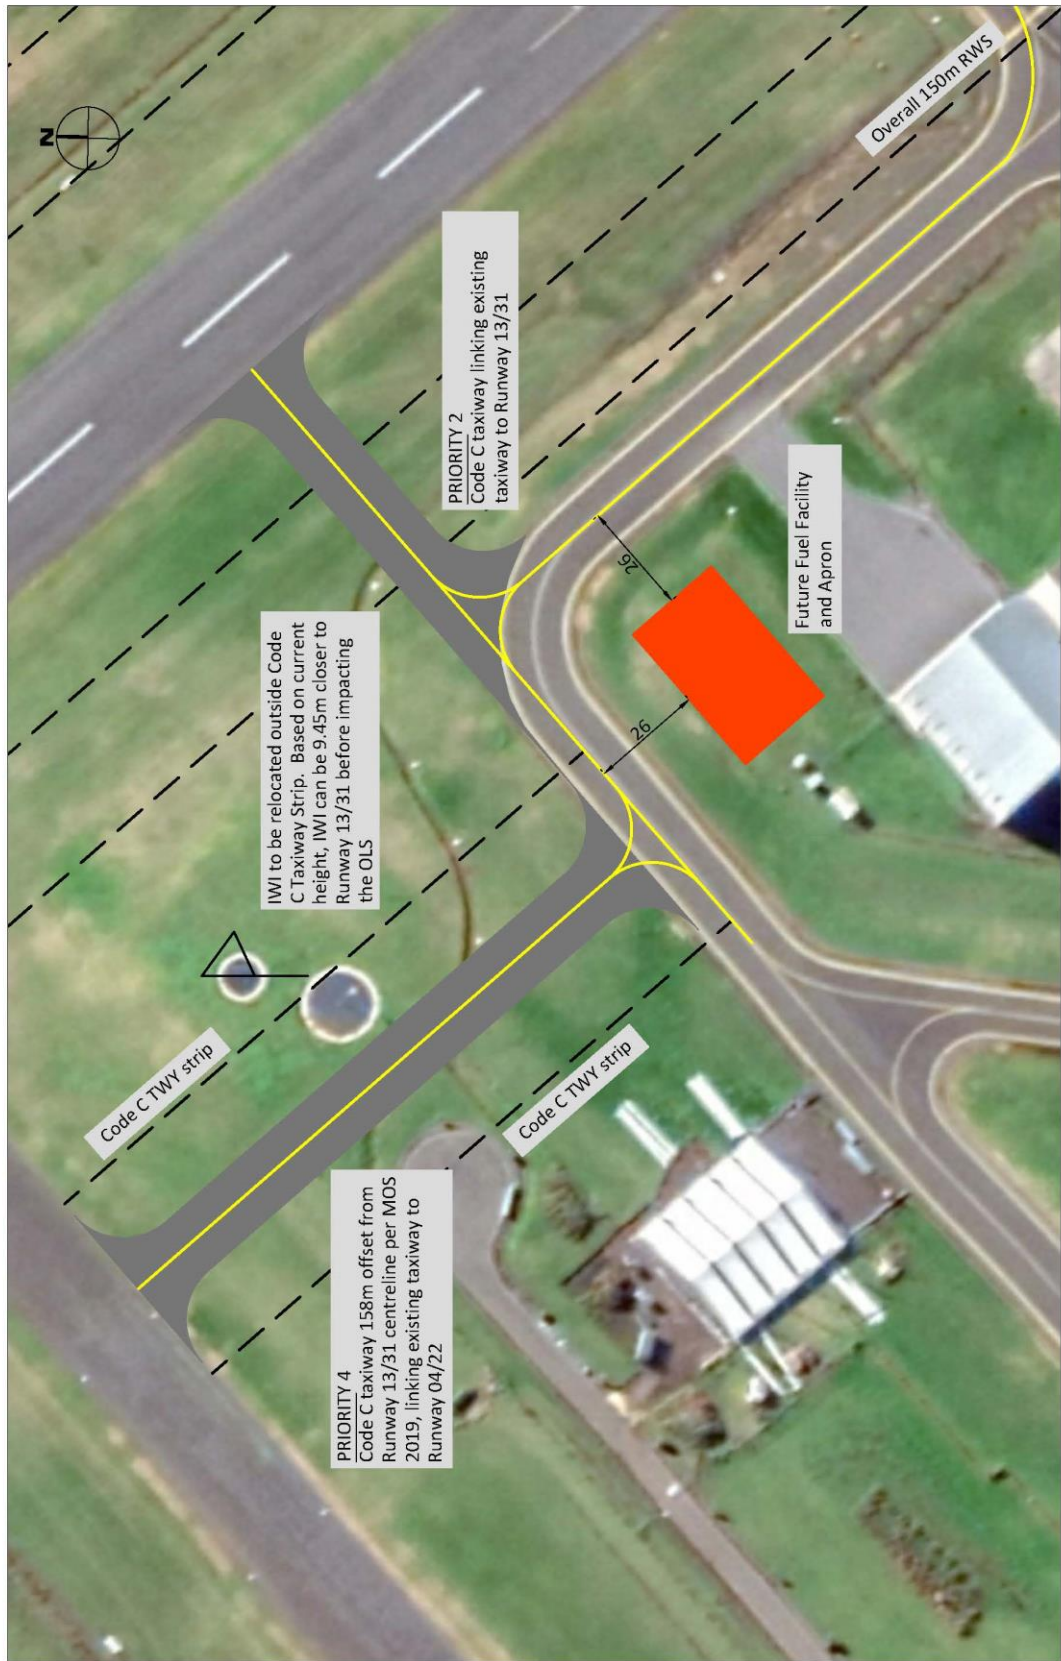 N
Overall 150m RWS
PRIORITY 2
Code C taxiway linking existing
taxiway to Runway 13/31
IWI to be relocated outside Code
C Taxiway Strip. Based on current
height, IWI can be 9.45m closer to
Runway 13/31 before impacting
the OLS
26
26
Future Fuel Facility
and Apron
Code C TWY strip
Code C TWY strip
PRIORITY 4
Code C taxiway 158m offset from
Runway 13/31 centreline per MOS
2019, linking existing taxiway to
Runway 04/22